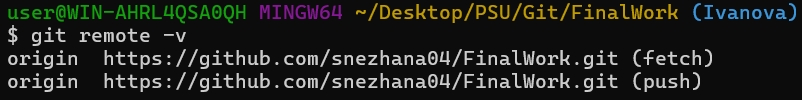 user@WIN-AHRL4QSA0QH MINGW64 ~/Desktop/PSU/Git/FinalWork (Ivanova)
$ git remote -v
origin  https://github.com/snezhana04/FinalWork.git (fetch)
origin  https://github.com/snezhana04/FinalWork.git (push)